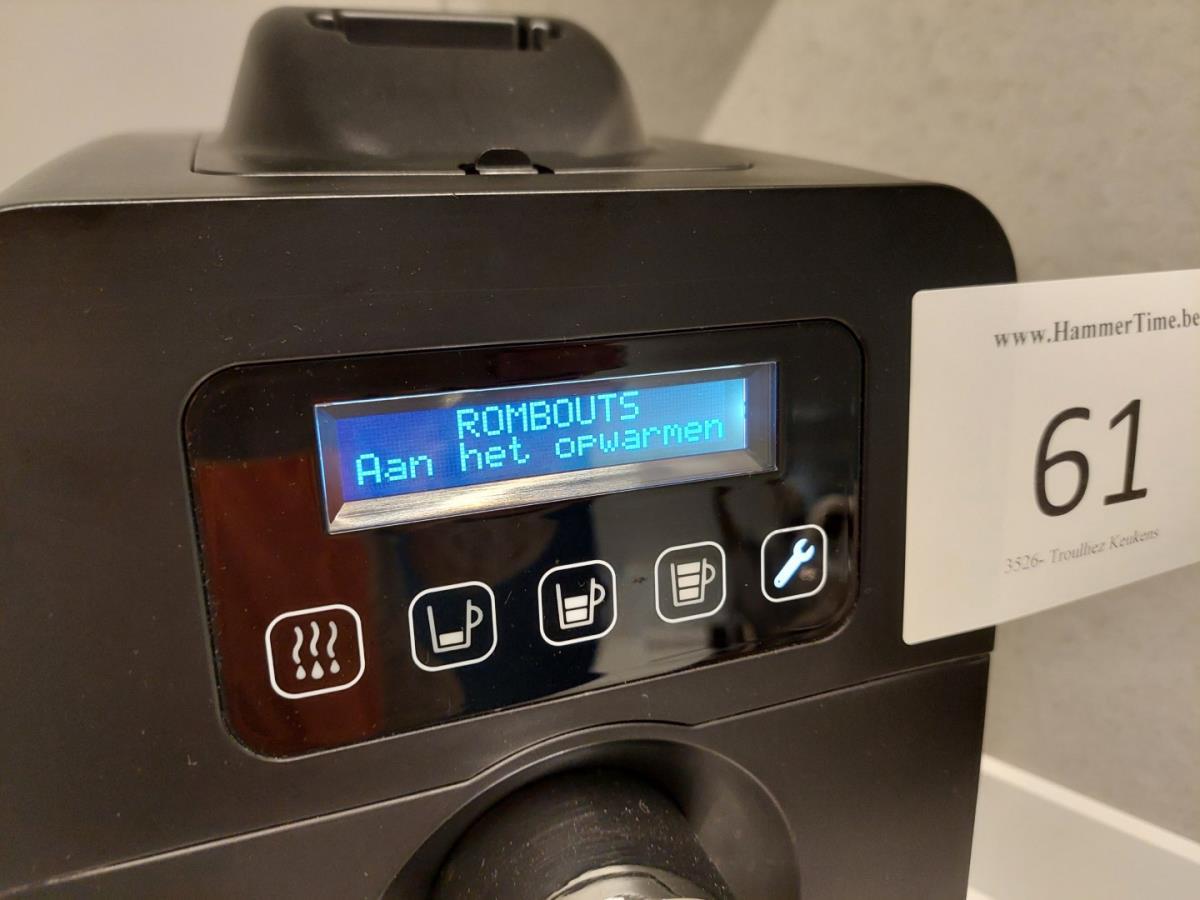 ROMBOUTS
Aan het opwarmen
www.HammerTime.be
61
3526- Troulliez Keukens